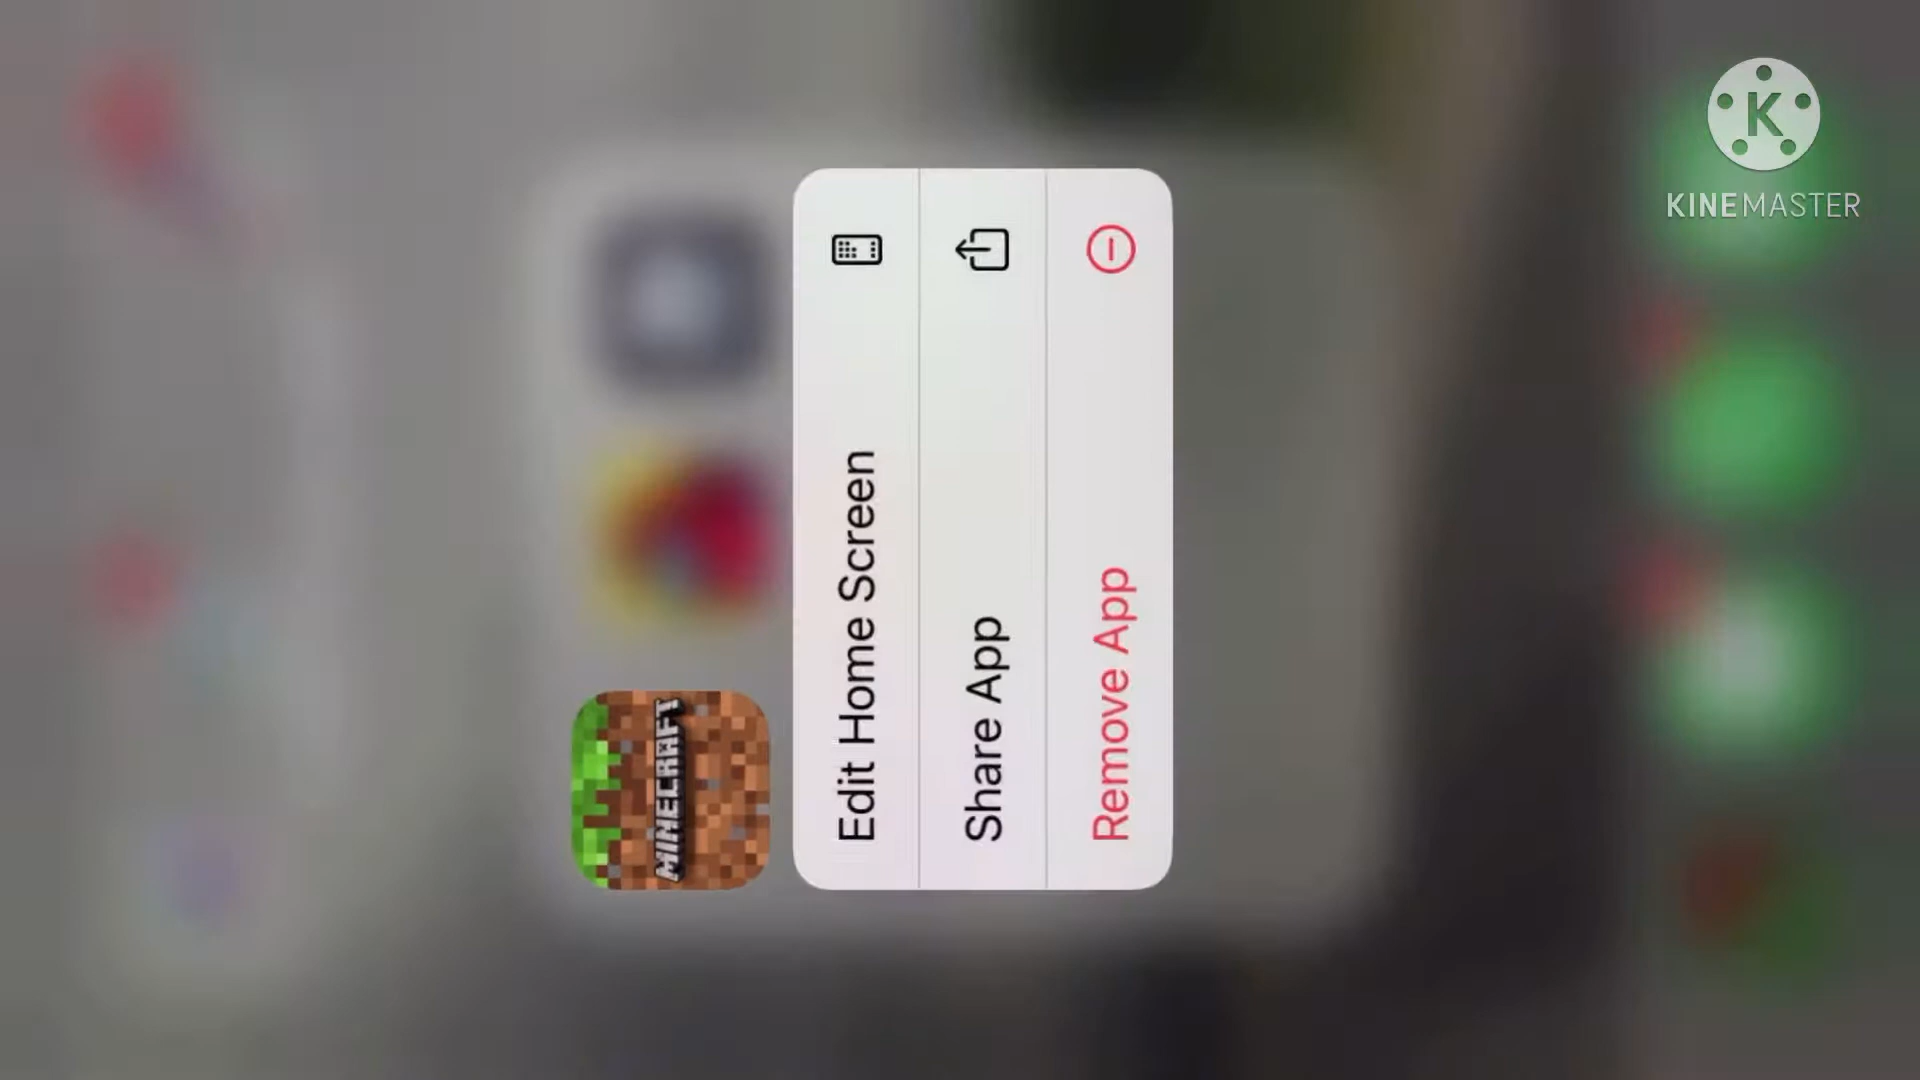 K
KINEMASTER
MINECRAFT
Edit Home Screen
Share App
Remove App